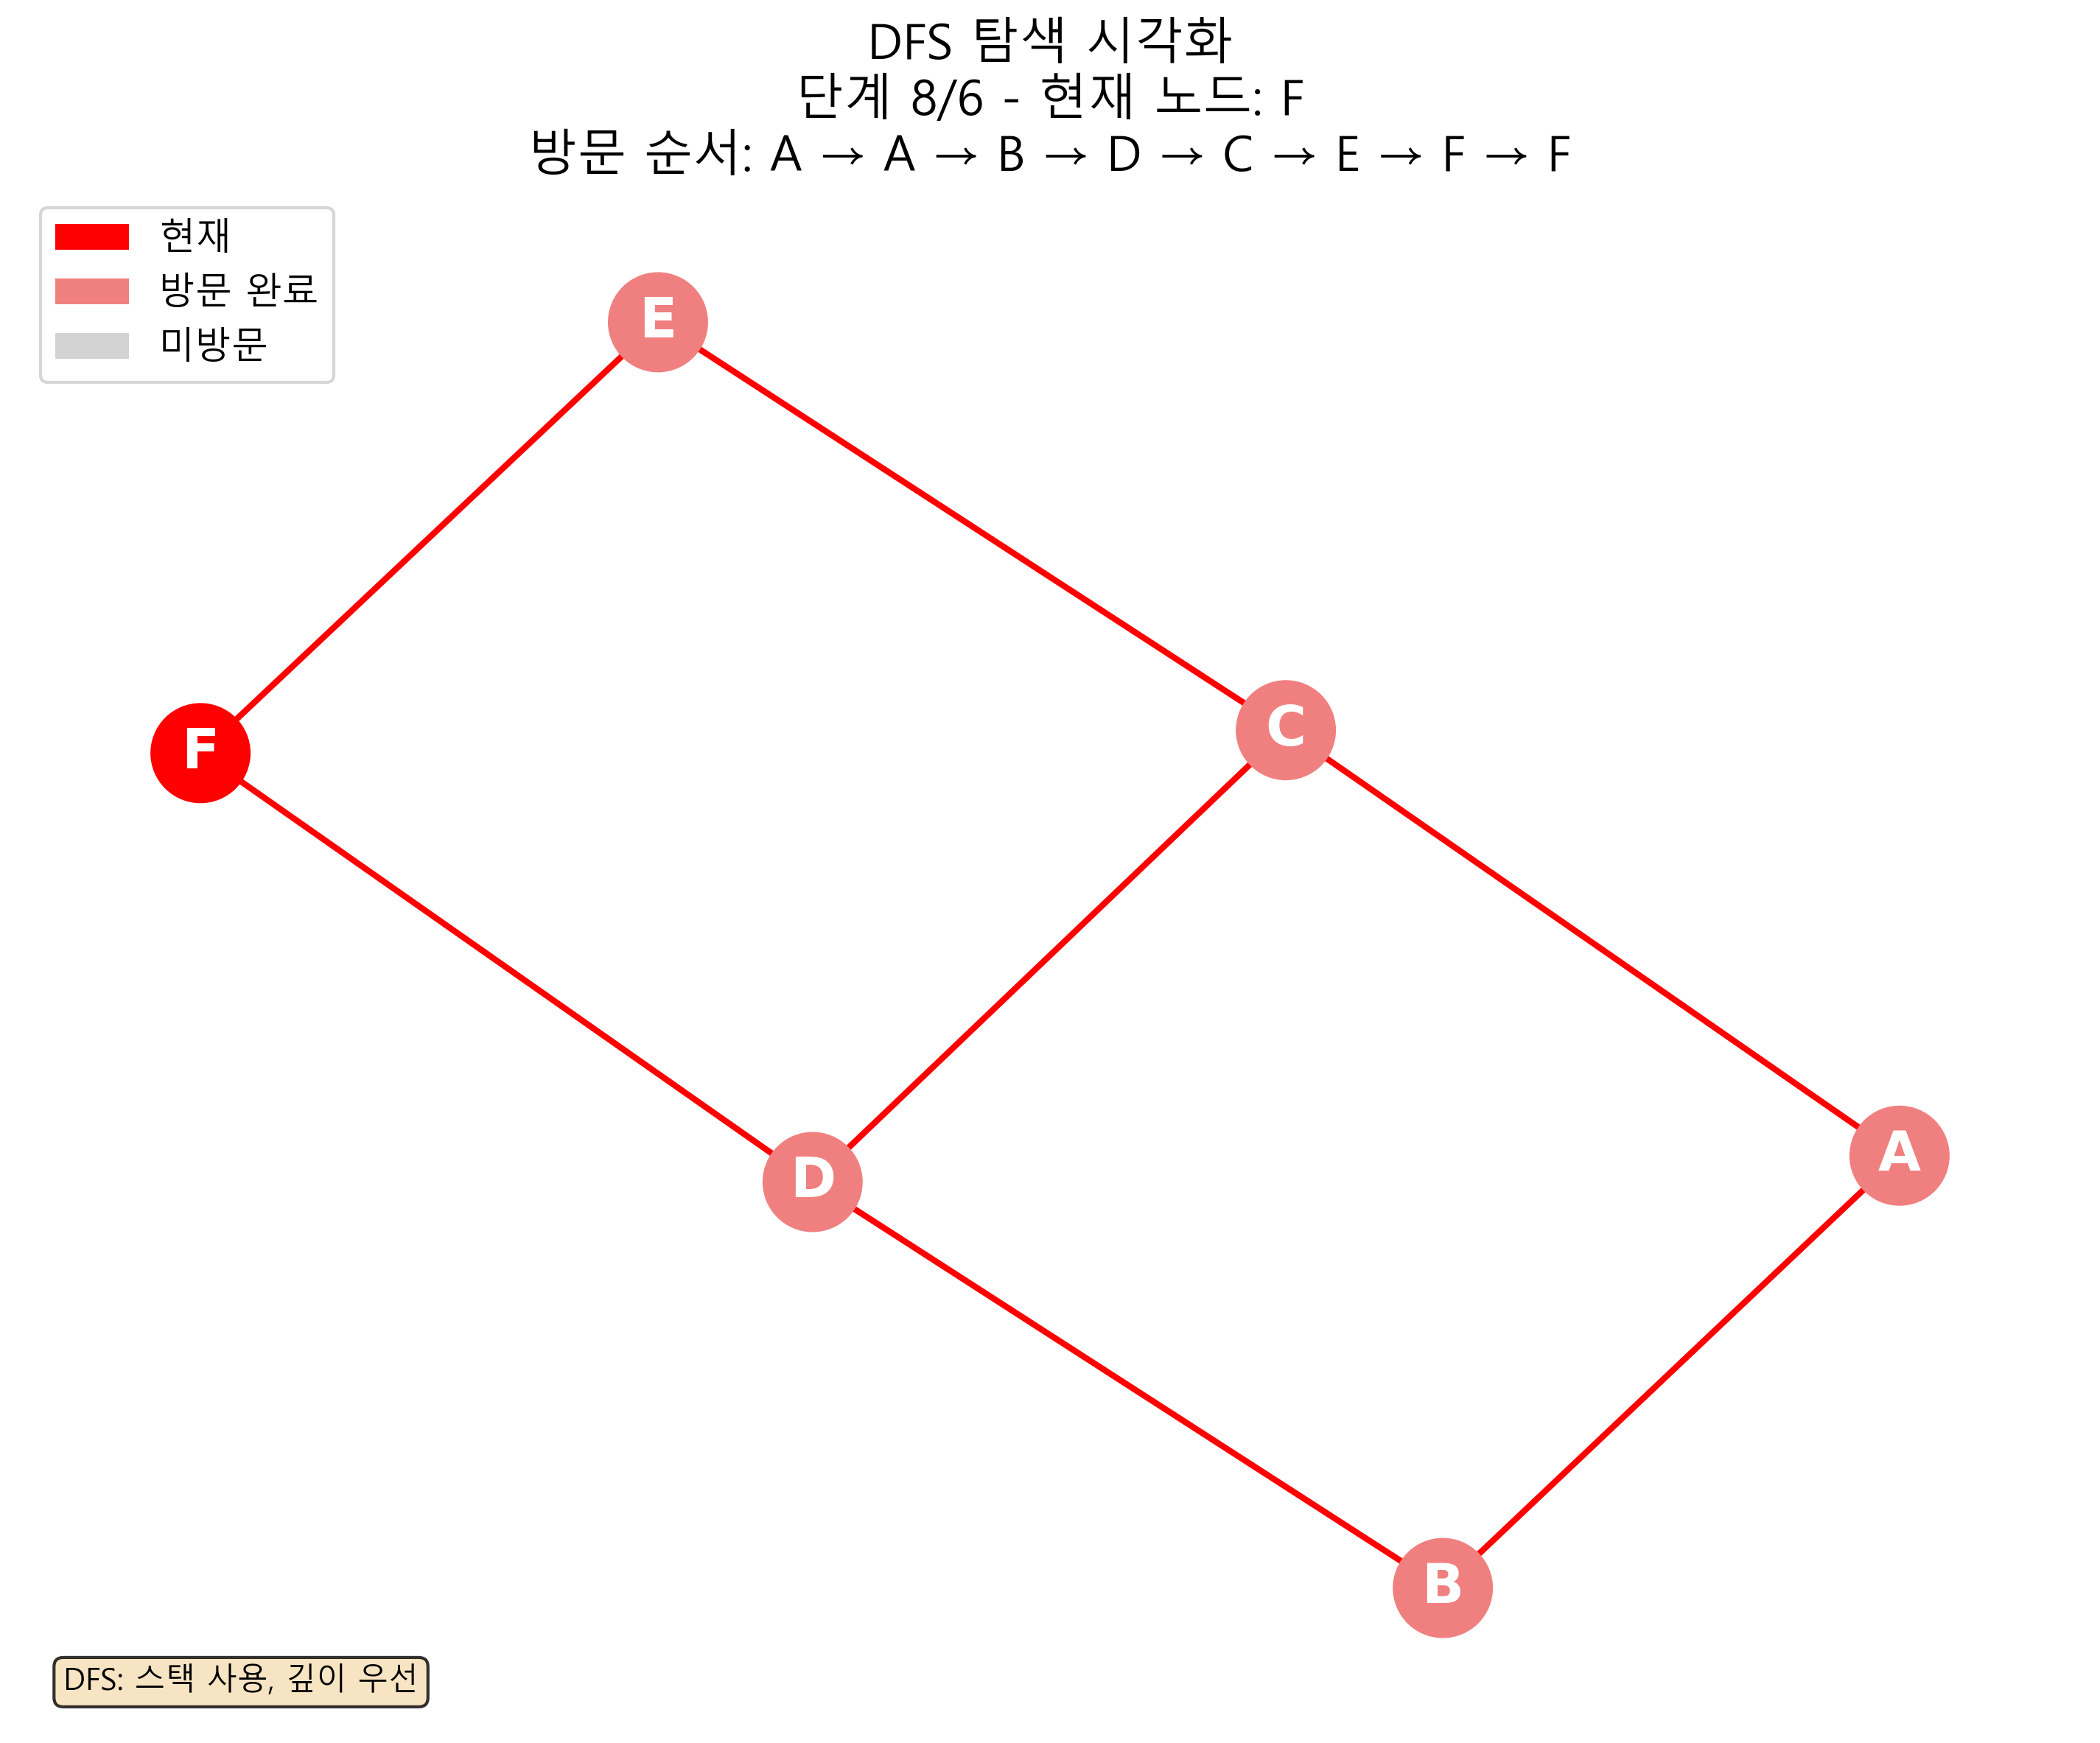 DFS 탐색 시각화
단계 8/6 - 현재 노드: F
방문 순서: A → A → B → D → C → E → F → F
현재
방문 완료
미방문
E
C
F
A
D
B
DFS: 스택 사용, 깊이 우선